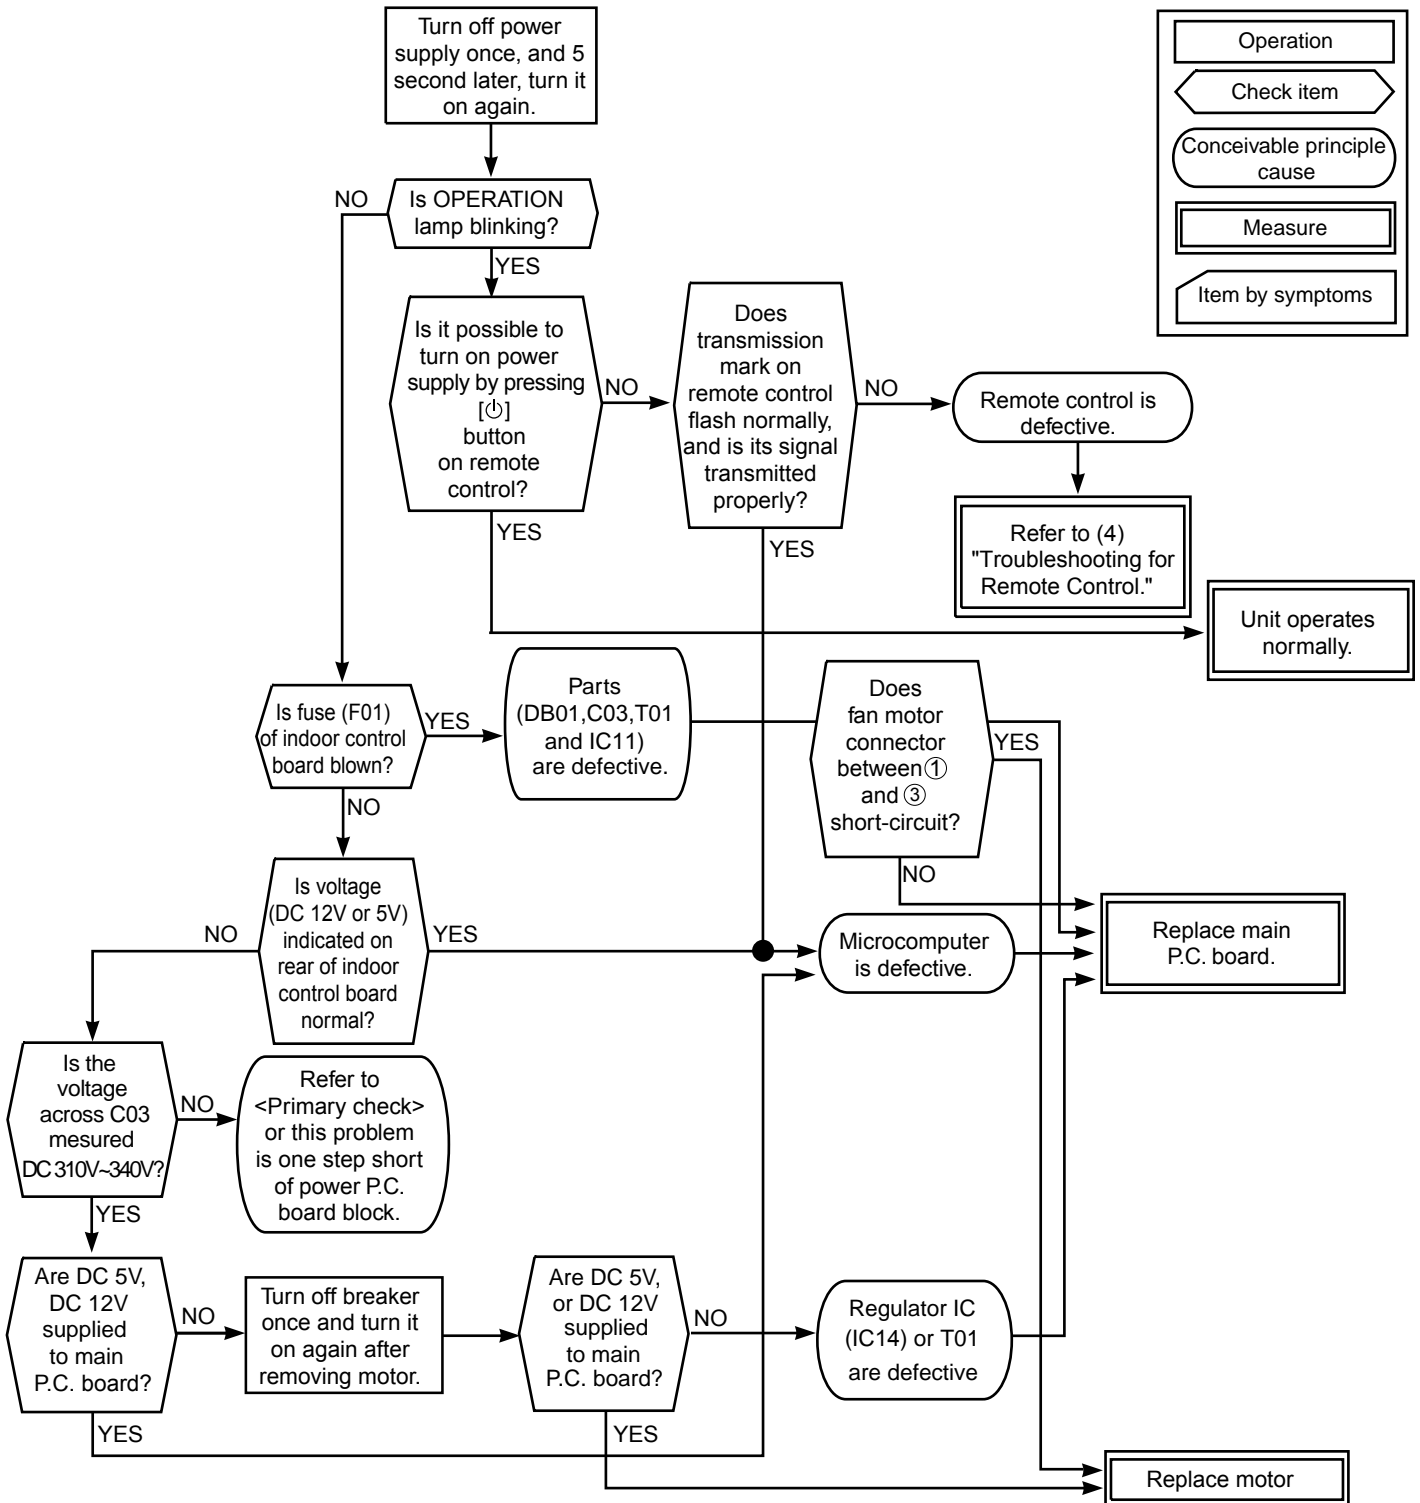 Turn off power
supply once, and 5
second later, turn it
on again.
Operation
Check item
Conceivable principle
cause
Measure
Item by symptoms
Is OPERATION
lamp blinking?
NO
YES
Is it possible to
turn on power
supply by pressing
[⏻]
button
on remote
control?
NO
YES
Does
transmission
mark on
remote control
flash normally,
and is its signal
transmitted
properly?
NO
YES
Remote control is
defective.
Refer to (4)
"Troubleshooting for
Remote Control."
Unit operates
normally.
Is fuse (F01)
of indoor control
board blown?
YES
NO
Parts
(DB01,C03,T01
and IC11)
are defective.
Does
fan motor
connector
between①
and ③
short-circuit?
YES
NO
Is voltage
(DC 12V or 5V)
indicated on
rear of indoor
control board
normal?
NO
YES
Microcomputer
is defective.
Replace main
P.C. board.
Is the
voltage
across C03
mesured
DC 310V~340V?
NO
YES
Refer to
<Primary check>
or this problem
is one step short
of power P.C.
board block.
Are DC 5V,
DC 12V
supplied
to main
P.C. board?
NO
YES
Turn off breaker
once and turn it
on again after
removing motor.
Are DC 5V,
or DC 12V
supplied
to main
P.C. board?
NO
YES
Regulator IC
(IC14) or T01
are defective
Replace motor